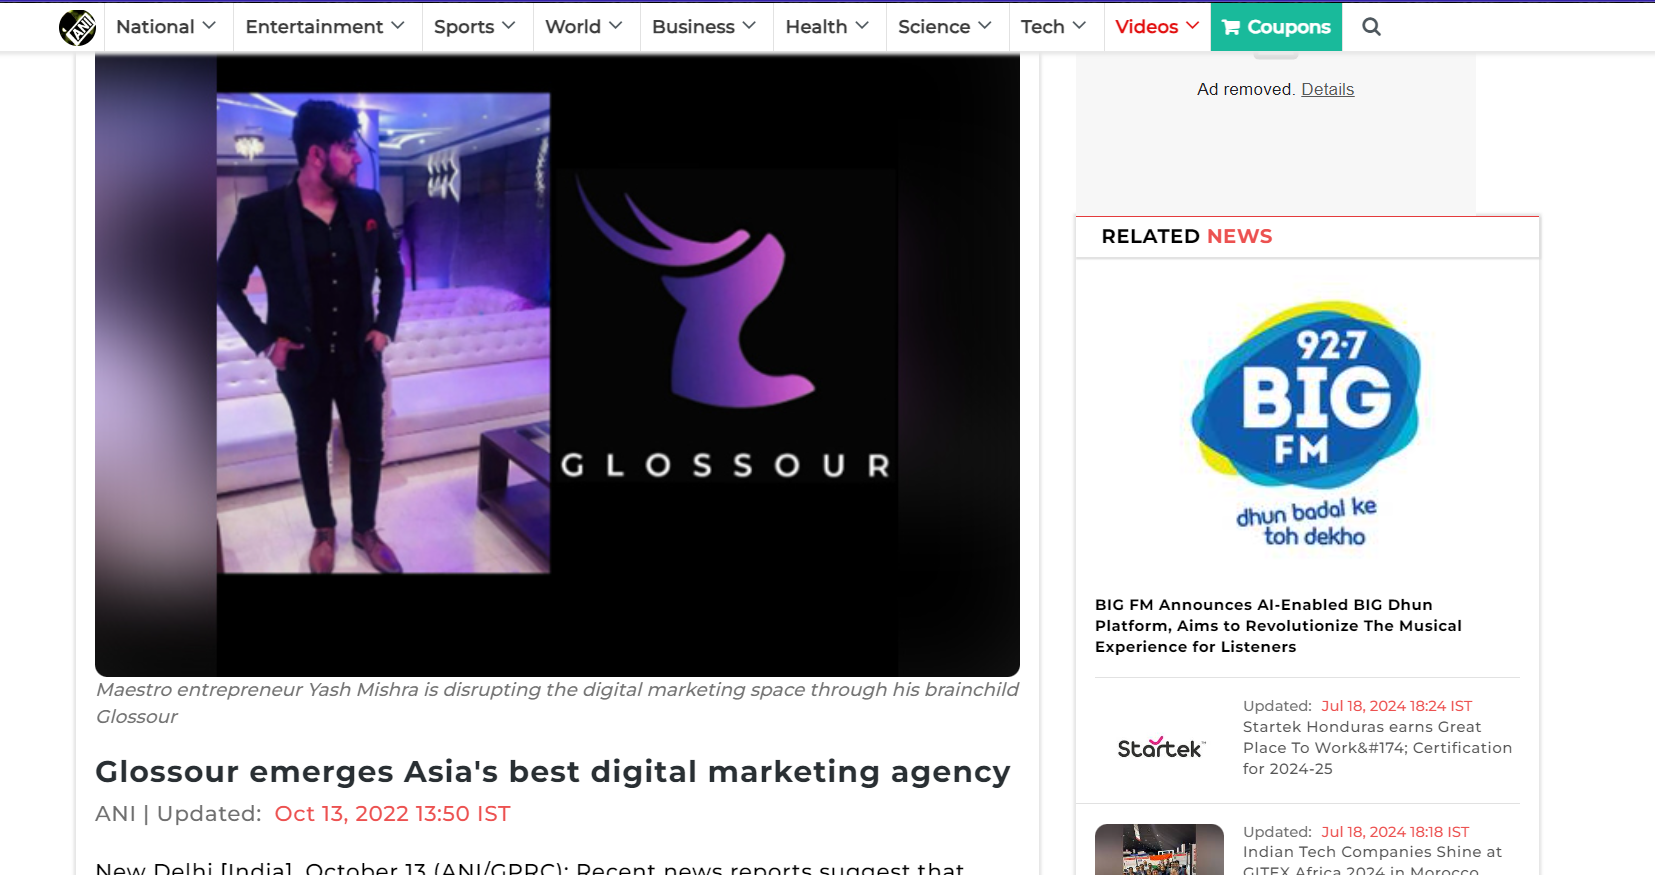 ANI
National
Entertainment
Sports
World
Business
Health
Science
Tech
Videos
Coupons
Ad removed. Details
GLOSSOUR
Maestro entrepreneur Yash Mishra is disrupting the digital marketing space through his brainchild
Glossour
Glossour emerges Asia's best digital marketing agency
ANI | Updated: Oct 13, 2022 13:50 IST
New Delhi [India], October 13 (ANI/GPRC): Recent news reports suggest that
RELATED NEWS
92.7
BIG
FM
dhun badal ke
toh dekho
BIG FM Announces AI-Enabled BIG Dhun
Platform, Aims to Revolutionize The Musical
Experience for Listeners
Startek™
Updated: Jul 18, 2024 18:24 IST
Startek Honduras earns Great
Place To Work&#174; Certification
for 2024-25
Updated: Jul 18, 2024 18:18 IST
Indian Tech Companies Shine at
GITEX Africa 2024 in Morocco